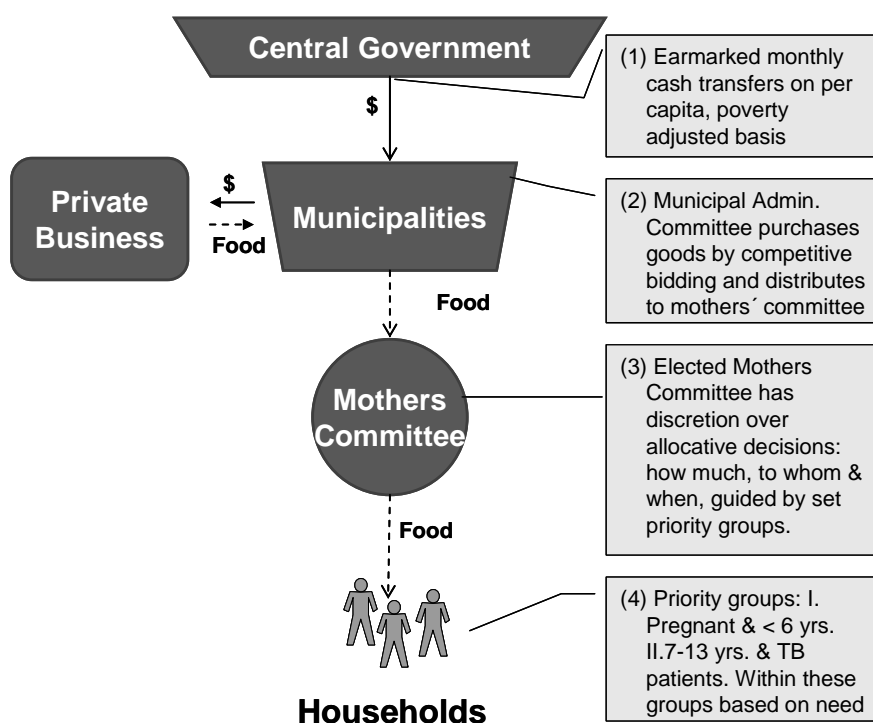 Central Government
(1) Earmarked monthly
cash transfers on per
capita, poverty
adjusted basis
$
Private
Business
$
Food
Municipalities
(2) Municipal Admin.
Committee purchases
goods by competitive
bidding and distributes
to mothers´ committee
Food
Mothers
Committee
(3) Elected Mothers
Committee has
discretion over
allocative decisions:
how much, to whom &
when, guided by set
priority groups.
Food
(4) Priority groups: I.
Pregnant & < 6 yrs.
II.7-13 yrs. & TB
patients. Within these
groups based on need
Households